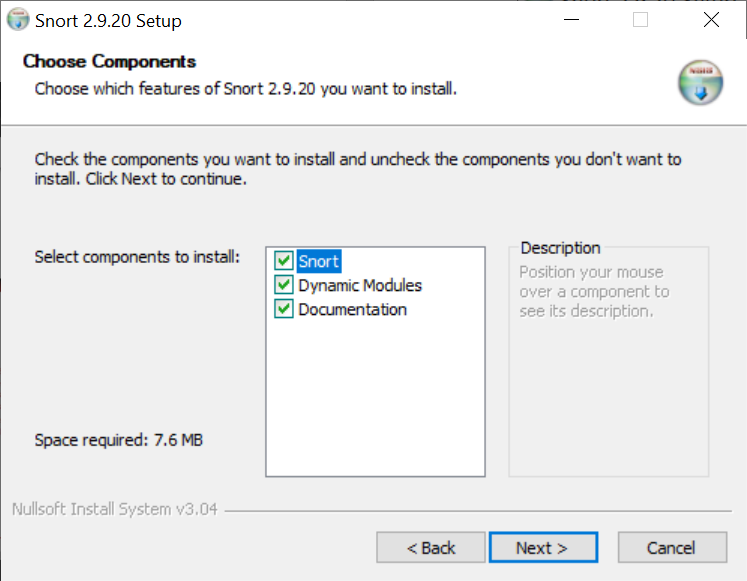 Snort 2.9.20 Setup
Choose Components
Choose which features of Snort 2.9.20 you want to install.
Check the components you want to install and uncheck the components you don't want to
install. Click Next to continue.
Select components to install:
Snort
Dynamic Modules
Documentation
Description
Position your mouse
over a component to
see its description.
Space required: 7.6 MB
Nullsoft Install System v3.04
< Back
Next >
Cancel